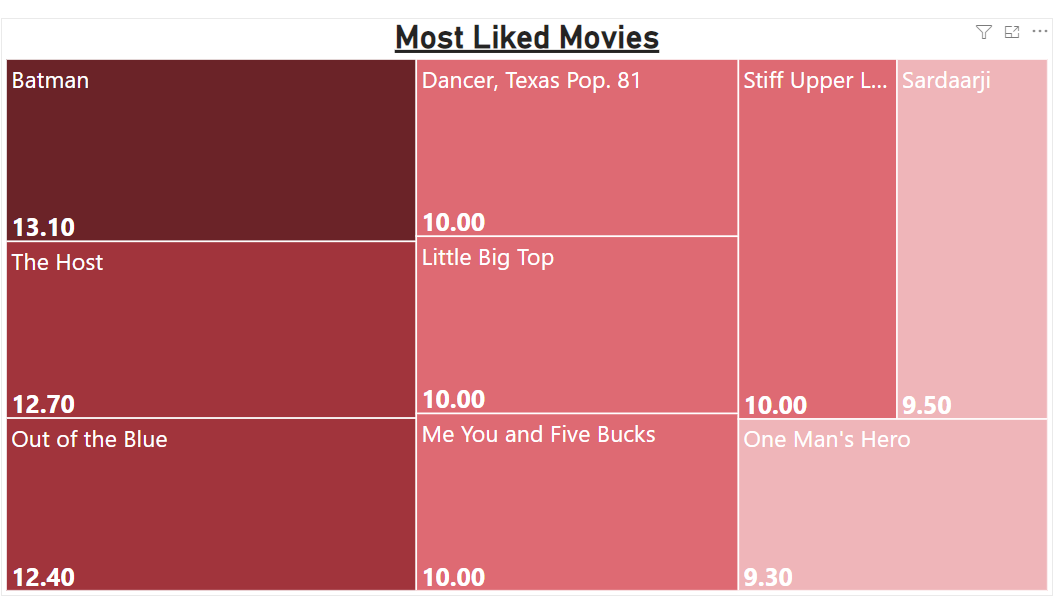 Most Liked Movies
Batman
13.10
The Host
12.70
Out of the Blue
12.40
Dancer, Texas Pop. 81
10.00
Little Big Top
10.00
Me You and Five Bucks
10.00
Stiff Upper L...
10.00
Sardaarji
9.50
One Man's Hero
9.30